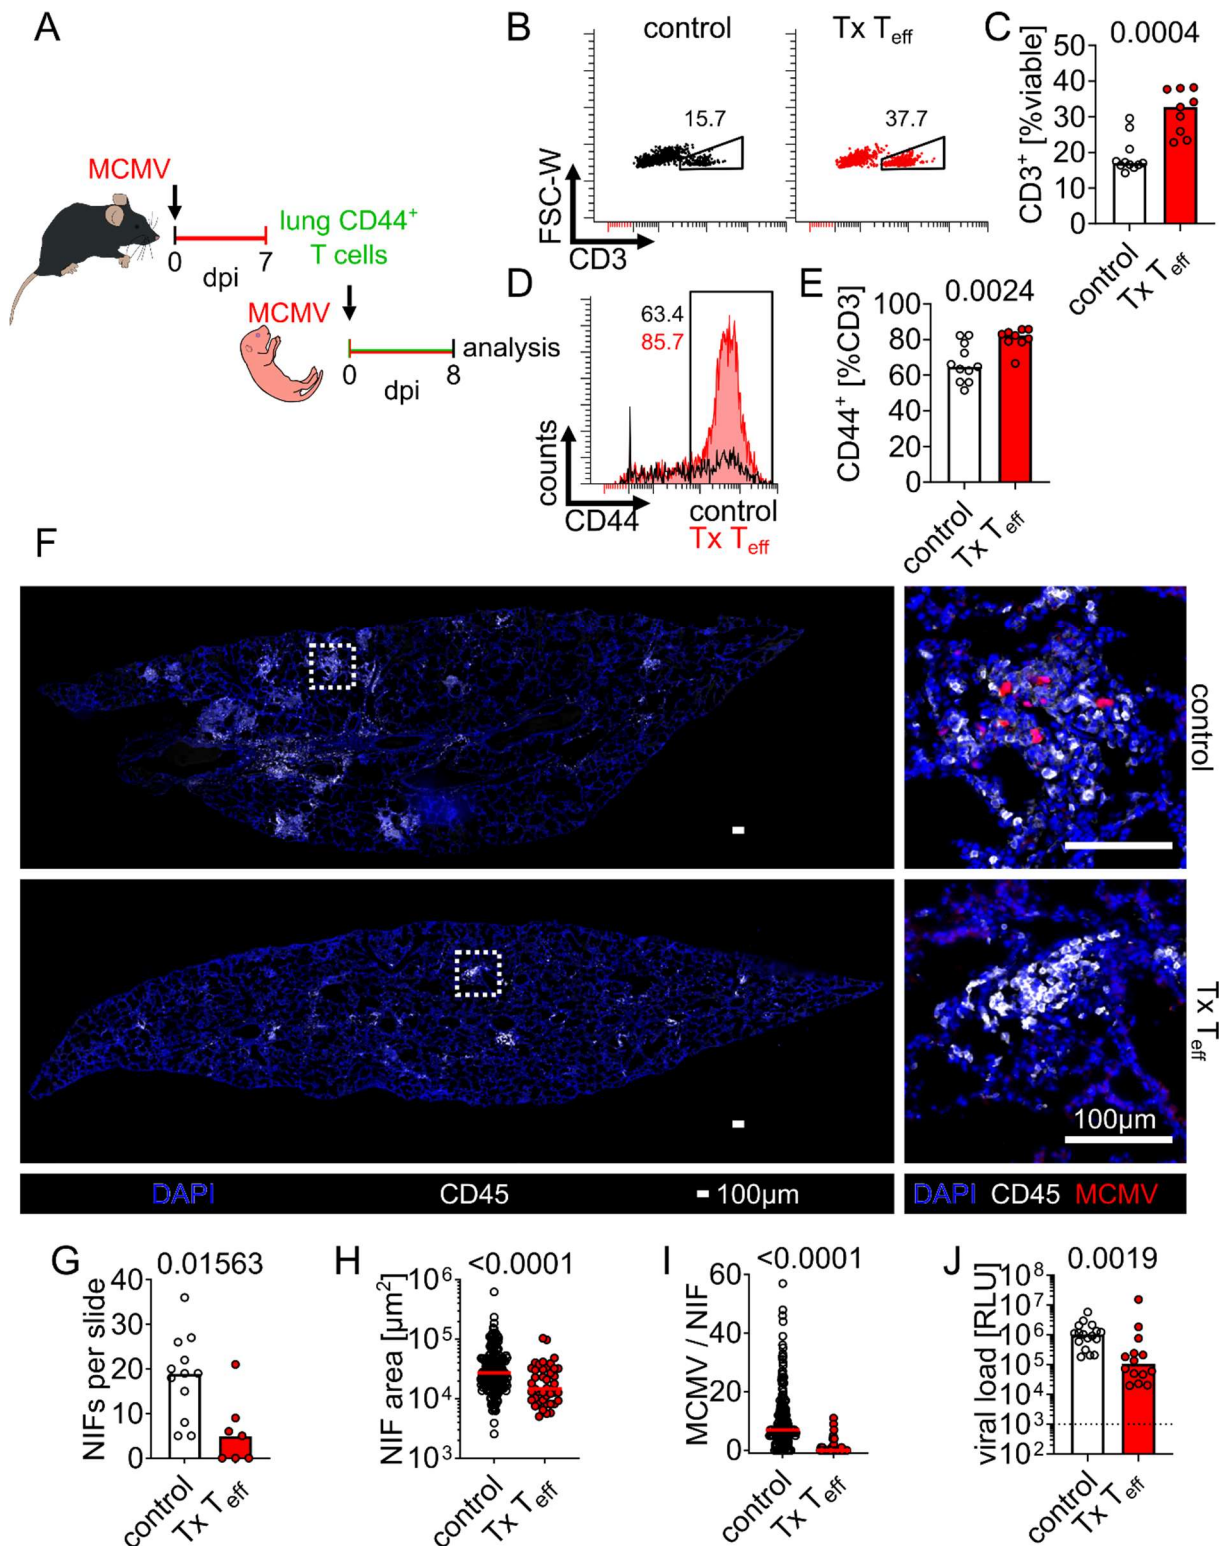 A
MCMV
0
7
dpi
lung CD44⁺
T cells
MCMV
0
8
dpi
analysis
B
control
Tx T_eff
15.7
37.7
FSC-W
CD3
C
0.0004
CD3⁺ [%viable]
50
40
30
20
10
0
control
Tx T_eff
D
63.4
85.7
counts
CD44
control
Tx T_eff
E
0.0024
CD44⁺ [%CD3]
100
80
60
40
20
0
control
Tx T_eff
F
control
Tx T_eff
100µm
DAPI
CD45
100µm
DAPI CD45 MCMV
G
0.01563
NIFs per slide
40
30
20
10
0
control
Tx T_eff
H
<0.0001
NIF area [µm²]
10⁶
10⁵
10⁴
10³
control
Tx T_eff
I
<0.0001
MCMV / NIF
60
40
20
0
control
Tx T_eff
J
0.0019
viral load [RLU]
10⁸
10⁷
10⁶
10⁵
10⁴
10³
10²
control
Tx T_eff